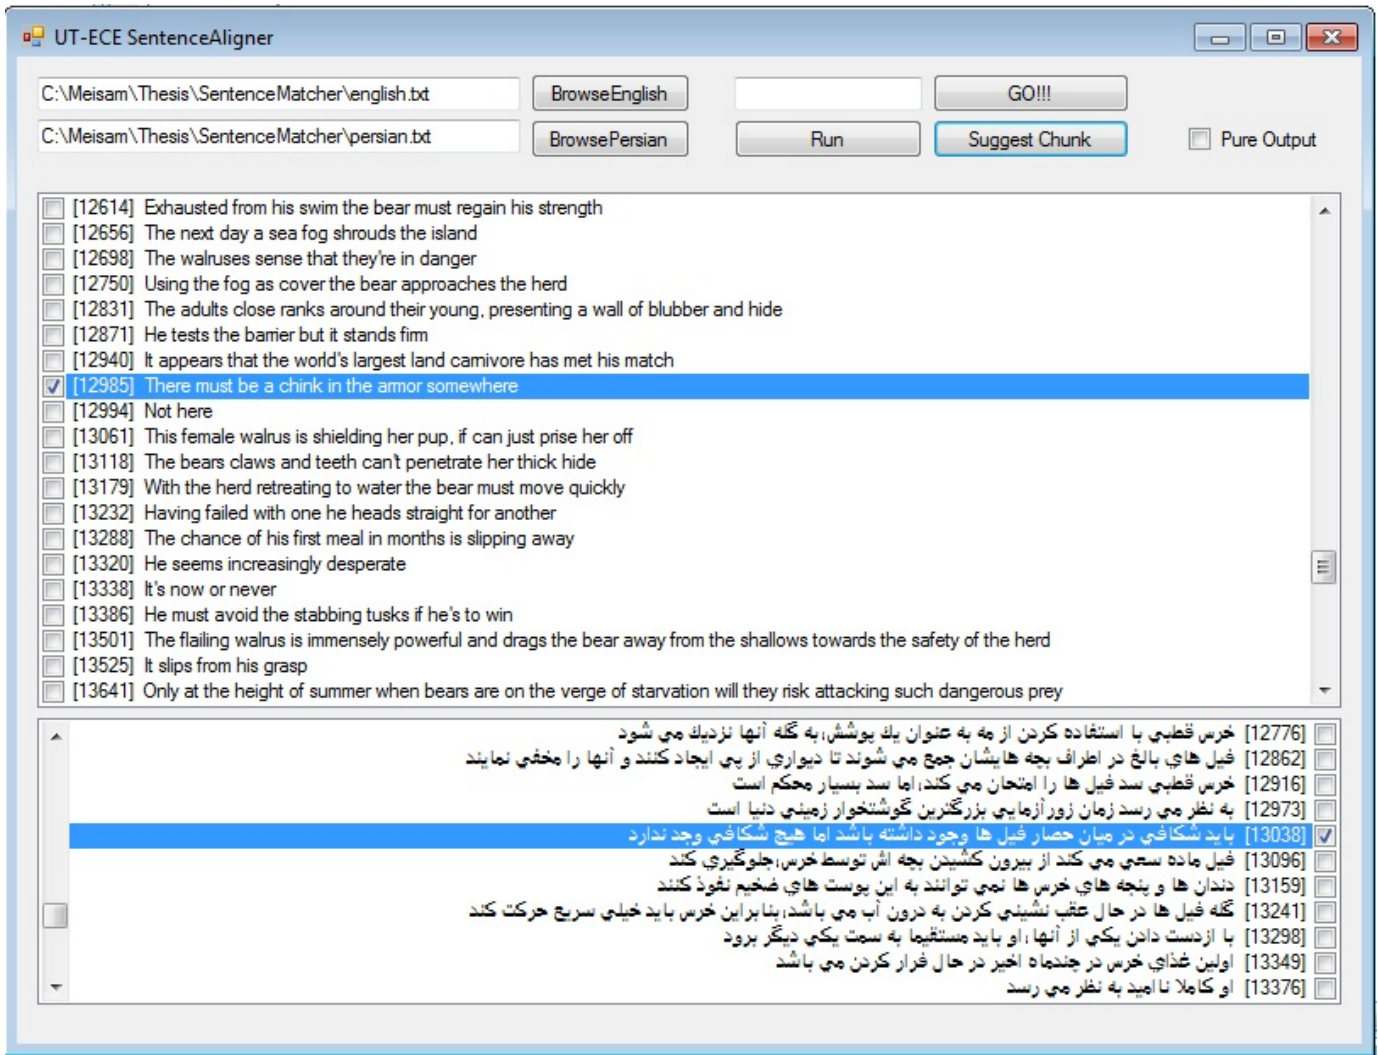 UT-ECE SentenceAligner
C:\Meisam\Thesis\SentenceMatcher\english.txt
BrowseEnglish
GO!!!
C:\Meisam\Thesis\SentenceMatcher\persian.txt
BrowsePersian
Run
Suggest Chunk
Pure Output
[12614] Exhausted from his swim the bear must regain his strength
[12656] The next day a sea fog shrouds the island
[12698] The walruses sense that they're in danger
[12750] Using the fog as cover the bear approaches the herd
[12831] The adults close ranks around their young, presenting a wall of blubber and hide
[12871] He tests the barrier but it stands firm
[12940] It appears that the world's largest land carnivore has met his match
[12985] There must be a chink in the armor somewhere
[12994] Not here
[13061] This female walrus is shielding her pup, if can just prise her off
[13118] The bears claws and teeth can't penetrate her thick hide
[13179] With the herd retreating to water the bear must move quickly
[13232] Having failed with one he heads straight for another
[13288] The chance of his first meal in months is slipping away
[13320] He seems increasingly desperate
[13338] It's now or never
[13386] He must avoid the stabbing tusks if he's to win
[13501] The flailing walrus is immensely powerful and drags the bear away from the shallows towards the safety of the herd
[13525] It slips from his grasp
[13641] Only at the height of summer when bears are on the verge of starvation will they risk attacking such dangerous prey
[12776] خرس قطبي با استفاده كردن از مه به عنوان يك پوشش،به گله آنها نزديك مي شود
[12862] فيل هاي بالغ در اطراف بچه هايشان جمع مي شوند تا ديواري از پي ايجاد كنند و آنها را مخفي نمايند
[12916] خرس قطبي سد فيل ها را امتحان مي كند،اما سد بسيار محكم است
[12973] به نظر مي رسد زمان زورآزمايي بزرگترين گوشتخوار زميني دنيا است
[13038] بايد شكافي در ميان حصار فيل ها وجود داشته باشد اما هيچ شكافي وجد ندارد
[13096] فيل ماده سعي مي كند از بيرون كشيدن بچه اش توسط خرس،جلوگيري كند
[13159] دندان ها و پنجه هاي خرس ها نمي توانند به اين پوست هاي ضخيم نفوذ كنند
[13241] گله فيل ها در حال عقب نشيني كردن به درون آب مي باشد،بنابراين خرس بايد خيلي سريع حركت كند
[13298] با ازدست دادن يكي از آنها ،او بايد مستقيما به سمت يكي ديگر برود
[13349] اولين غذاي خرس در چندماه اخير در حال فرار كردن مي باشد
[13376] او كاملا نااميد به نظر مي رسد